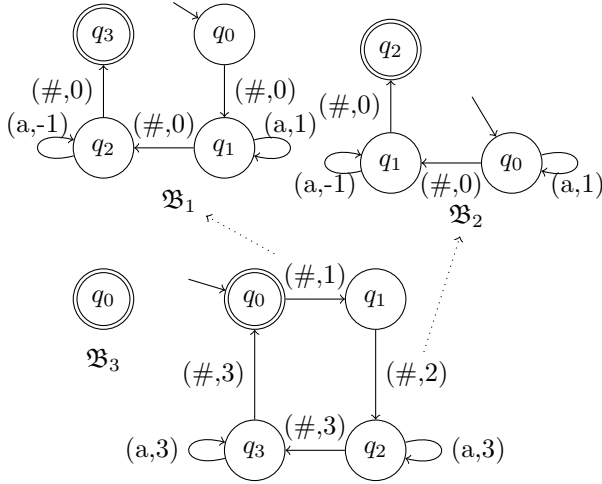 q3 q0
q2
(#,0) (#,0) (#,0)
(a,-1) (#,0) (a,1)
q2 q1 q1 q0
(a,-1) (#,0) (a,1)
𝔅1 𝔅2
(#,1)
q0 q0 q1
𝔅3
(#,3) (#,2)
(#,3)
(a,3) q3 q2 (a,3)